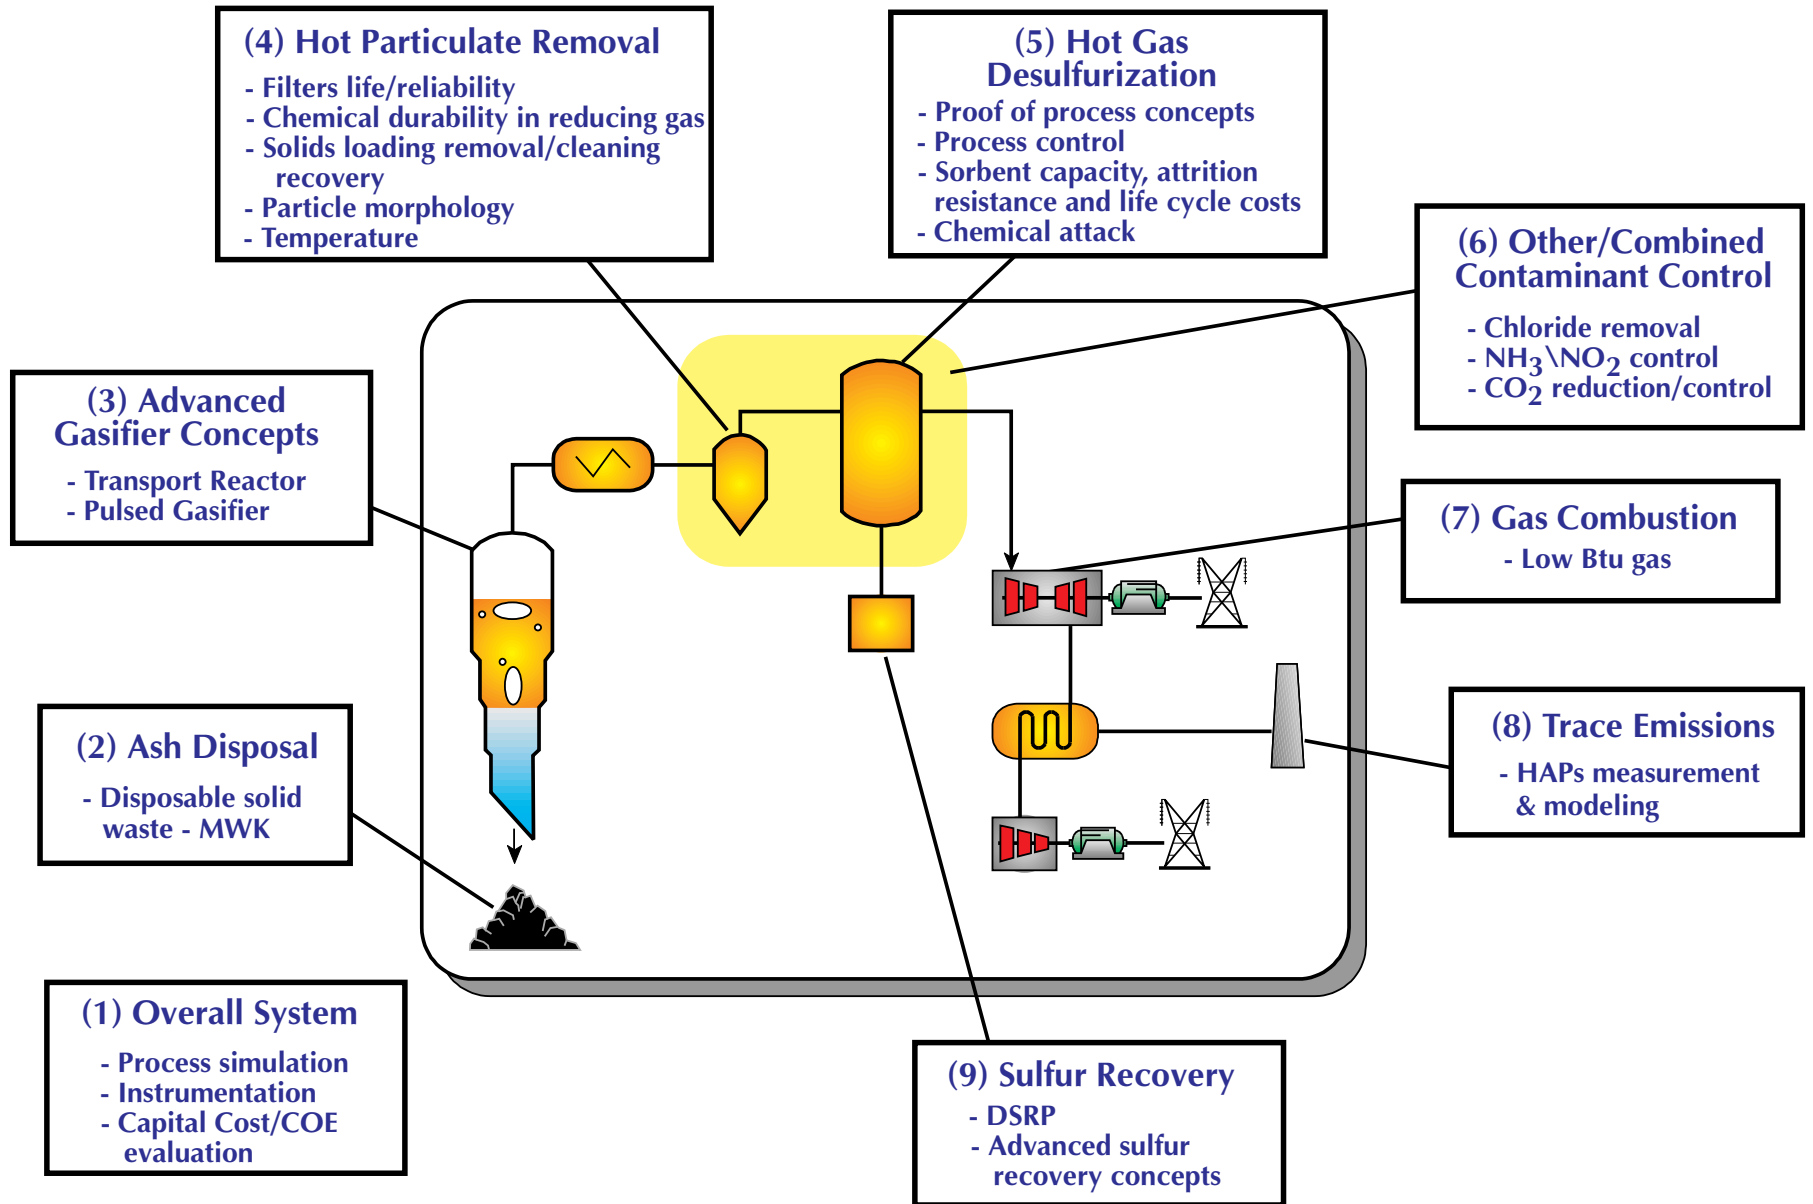 (4) Hot Particulate Removal
- Filters life/reliability
- Chemical durability in reducing gas
- Solids loading removal/cleaning
recovery
- Particle morphology
- Temperature
(5) Hot Gas
Desulfurization
- Proof of process concepts
- Process control
- Sorbent capacity, attrition
resistance and life cycle costs
- Chemical attack
(6) Other/Combined
Contaminant Control
- Chloride removal
- NH3\NO2 control
- CO2 reduction/control
(3) Advanced
Gasifier Concepts
- Transport Reactor
- Pulsed Gasifier
(7) Gas Combustion
- Low Btu gas
(2) Ash Disposal
- Disposable solid
waste - MWK
(8) Trace Emissions
- HAPs measurement
& modeling
(1) Overall System
- Process simulation
- Instrumentation
- Capital Cost/COE
evaluation
(9) Sulfur Recovery
- DSRP
- Advanced sulfur
recovery concepts